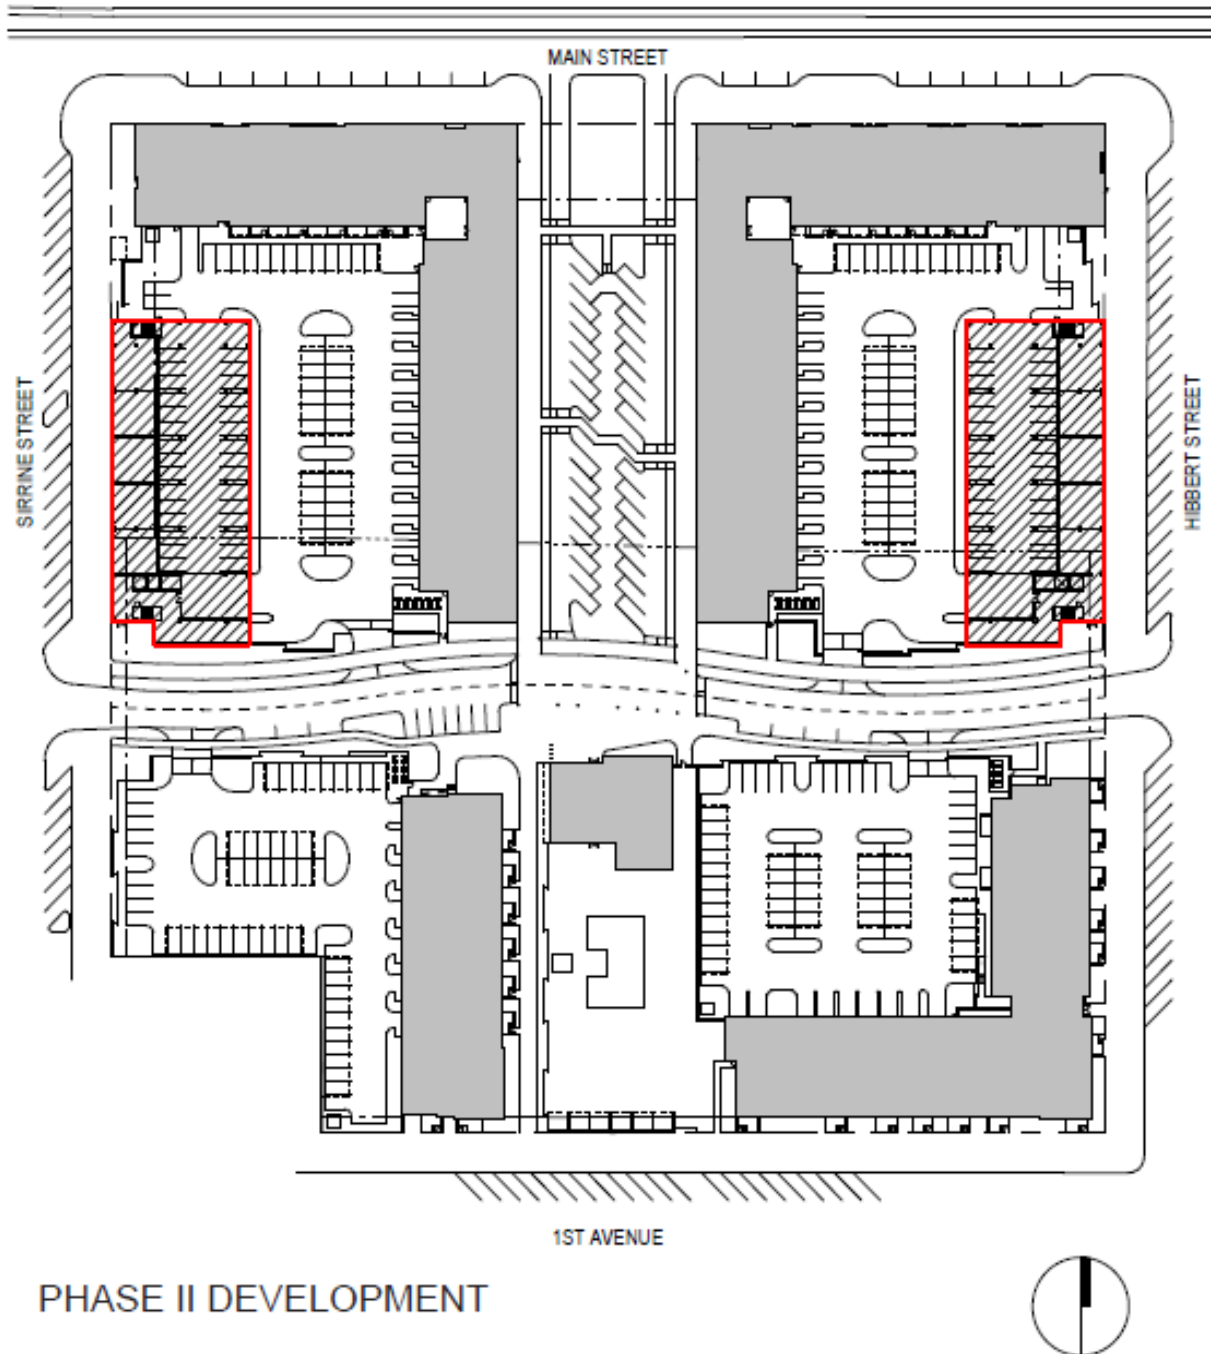 MAIN STREET
SIRRINE STREET
HIBBERT STREET
1ST AVENUE
PHASE II DEVELOPMENT